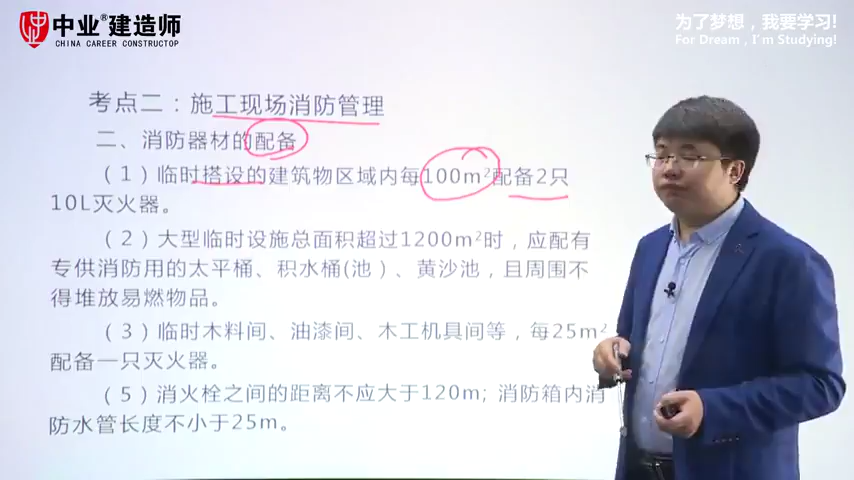 中业®建造师
CHINA CAREER CONSTRUCTOP
为了梦想，我要学习!
For Dream , I'm Studying!
考点二：施工现场消防管理
二、消防器材的配备
（1）临时搭设的建筑物区域内每100m²配备2只
10L灭火器。
（2）大型临时设施总面积超过1200m²时，应配有
专供消防用的太平桶、积水桶(池）、黄沙池，且周围不
得堆放易燃物品。
（3）临时木料间、油漆间、木工机具间等，每25m²
配备一只灭火器。
（5）消火栓之间的距离不应大于120m; 消防箱内消
防水管长度不小于25m。